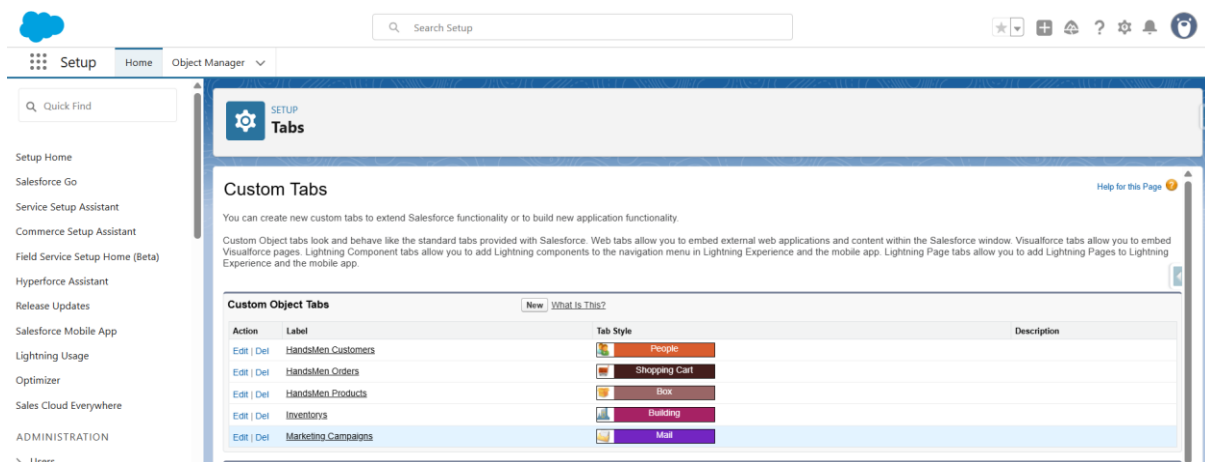 Search Setup
Setup Home Object Manager
Quick Find
SETUP
Tabs
Setup Home
Salesforce Go
Service Setup Assistant
Commerce Setup Assistant
Field Service Setup Home (Beta)
Hyperforce Assistant
Release Updates
Salesforce Mobile App
Lightning Usage
Optimizer
Sales Cloud Everywhere
ADMINISTRATION
Users
Custom Tabs
Help for this Page
You can create new custom tabs to extend Salesforce functionality or to build new application functionality.
Custom Object tabs look and behave like the standard tabs provided with Salesforce. Web tabs allow you to embed external web applications and content within the Salesforce window. Visualforce tabs allow you to embed
Visualforce pages. Lightning Component tabs allow you to add Lightning components to the navigation menu in Lightning Experience and the mobile app. Lightning Page tabs allow you to add Lightning Pages to Lightning
Experience and the mobile app.
Custom Object Tabs New What Is This?
Action Label Tab Style Description
Edit | Del HandsMen Customers People
Edit | Del HandsMen Orders Shopping Cart
Edit | Del HandsMen Products Box
Edit | Del Inventorys Building
Edit | Del Marketing Campaigns Mail